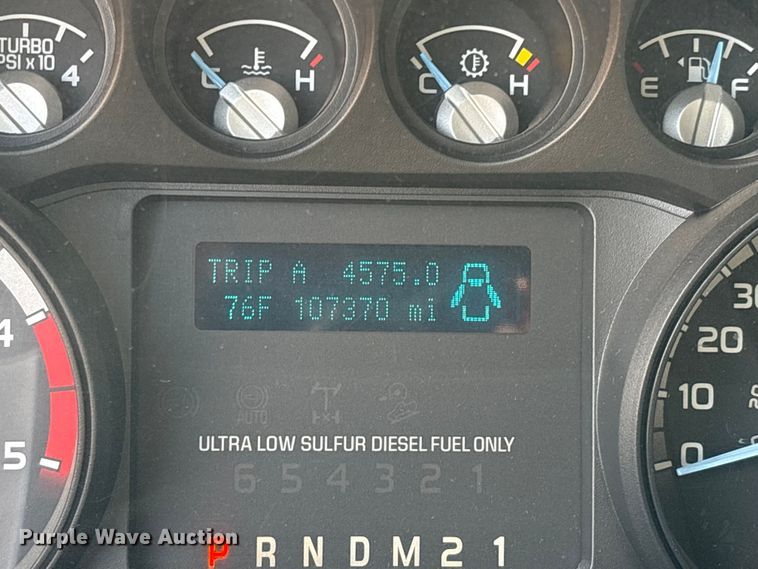 TURBO
PSI x 10
4
C H
C H
E F
TRIP A 4575.0
76F 107370 mi
4
5
30
20
10
0
AUTO
ULTRA LOW SULFUR DIESEL FUEL ONLY
6 5 4 3 2 1
P R N D M 2 1
Purple Wave Auction